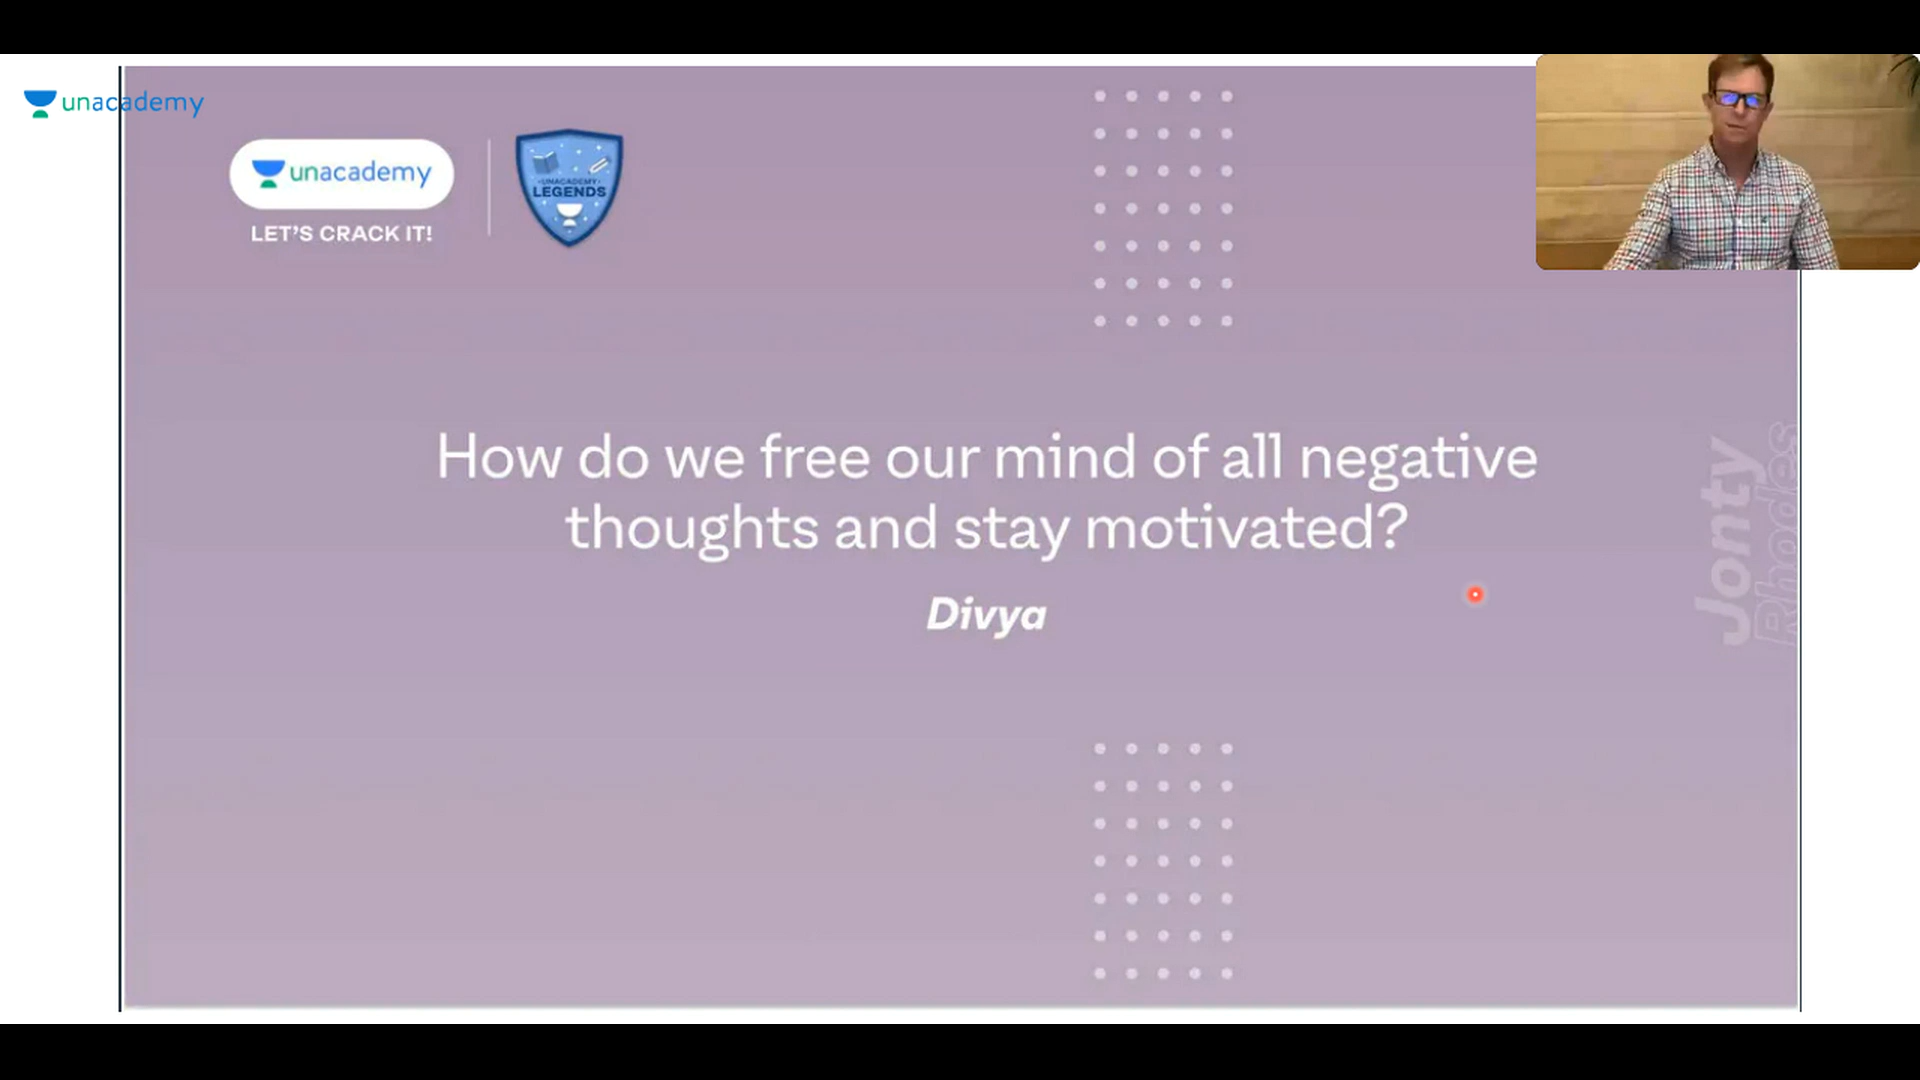 unacademy
unacademy
LET'S CRACK IT!
UNACADEMY
LEGENDS
How do we free our mind of all negative
thoughts and stay motivated?
Divya
Jonty
Rhodes